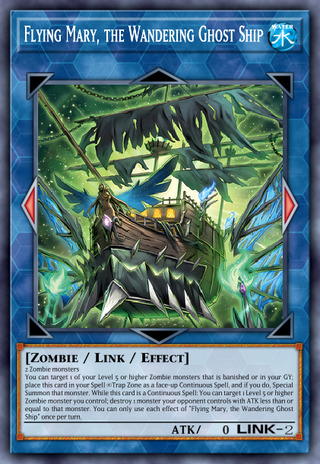 Flying Mary, the Wandering Ghost Ship
WATER
水
[Zombie / Link / Effect]
2 Zombie monsters
You can target 1 of your Level 5 or higher Zombie monsters that is banished or in your GY;
place this card in your Spell & Trap Zone as a face-up Continuous Spell, and if you do, Special
Summon that monster. While this card is a Continuous Spell: You can target 1 Level 5 or higher
Zombie monster you control; destroy 1 monster your opponent controls with ATK less than or
equal to that monster. You can only use each effect of "Flying Mary, the Wandering Ghost
Ship" once per turn.
ATK/ 0 LINK-2